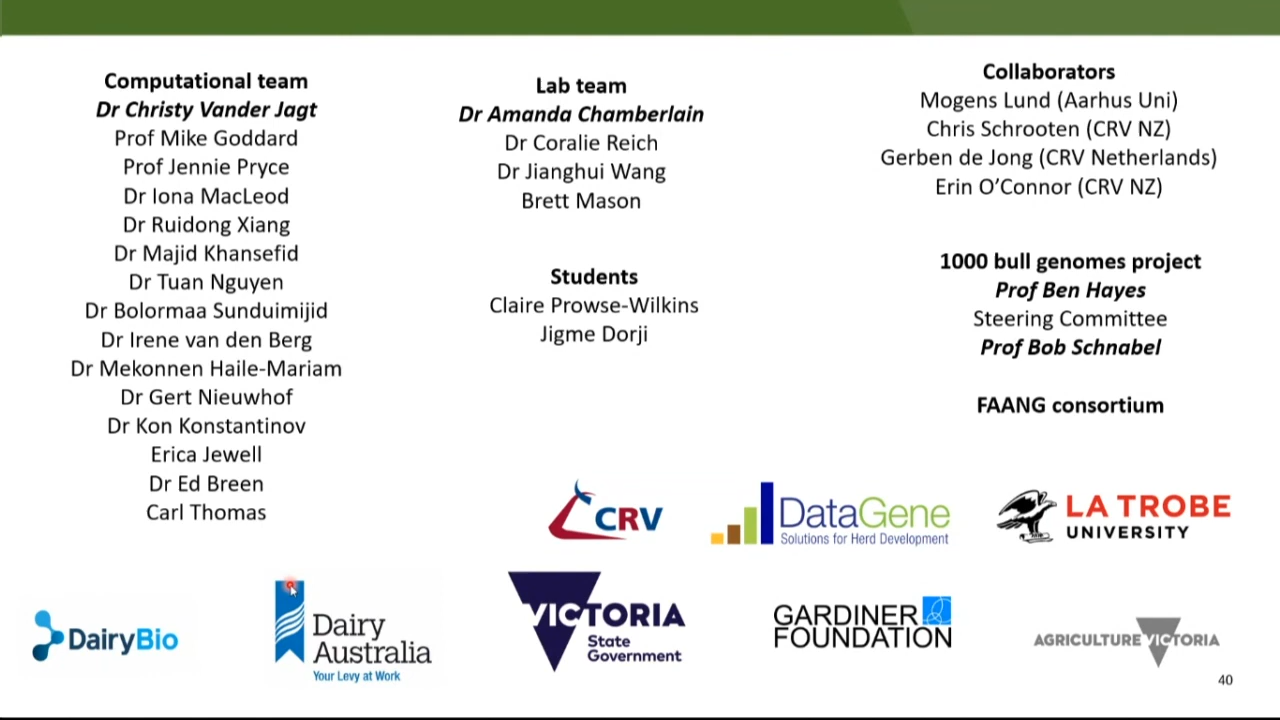 Computational team
Dr Christy Vander Jagt
Prof Mike Goddard
Prof Jennie Pryce
Dr Iona MacLeod
Dr Ruidong Xiang
Dr Majid Khansefid
Dr Tuan Nguyen
Dr Bolormaa Sunduimijid
Dr Irene van den Berg
Dr Mekonnen Haile-Mariam
Dr Gert Nieuwhof
Dr Kon Konstantinov
Erica Jewell
Dr Ed Breen
Carl Thomas
Lab team
Dr Amanda Chamberlain
Dr Coralie Reich
Dr Jianghui Wang
Brett Mason
Students
Claire Prowse-Wilkins
Jigme Dorji
Collaborators
Mogens Lund (Aarhus Uni)
Chris Schrooten (CRV NZ)
Gerben de Jong (CRV Netherlands)
Erin O’Connor (CRV NZ)
1000 bull genomes project
Prof Ben Hayes
Steering Committee
Prof Bob Schnabel
FAANG consortium
CRV
DataGene
Solutions for Herd Development
LA TROBE
UNIVERSITY
DairyBio
Dairy
Australia
Your Levy at Work
VICTORIA
State
Government
GARDINER
FOUNDATION
AGRICULTURE VICTORIA
40